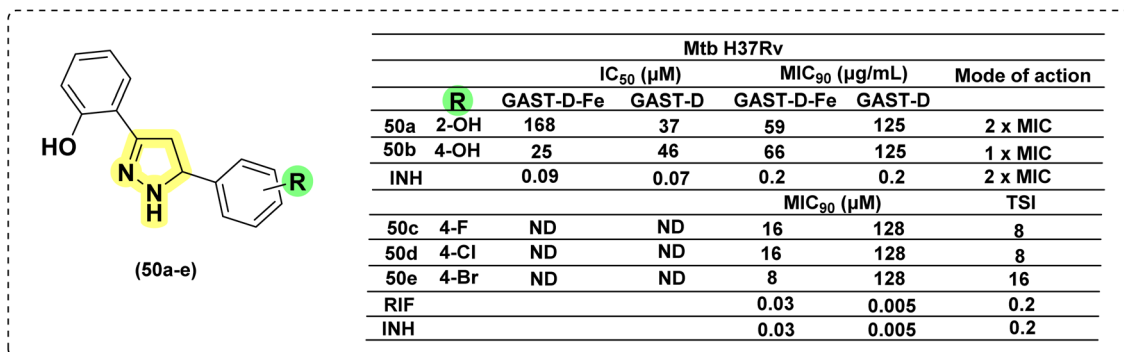 HO
N
N
H
R
(50a-e)
Mtb H37Rv
IC50 (µM) MIC90 (µg/mL) Mode of action
R GAST-D-Fe GAST-D GAST-D-Fe GAST-D
50a 2-OH 168 37 59 125 2 x MIC
50b 4-OH 25 46 66 125 1 x MIC
INH 0.09 0.07 0.2 0.2 2 x MIC
MIC90 (µM) TSI
50c 4-F ND ND 16 128 8
50d 4-Cl ND ND 16 128 8
50e 4-Br ND ND 8 128 16
RIF 0.03 0.005 0.2
INH 0.03 0.005 0.2